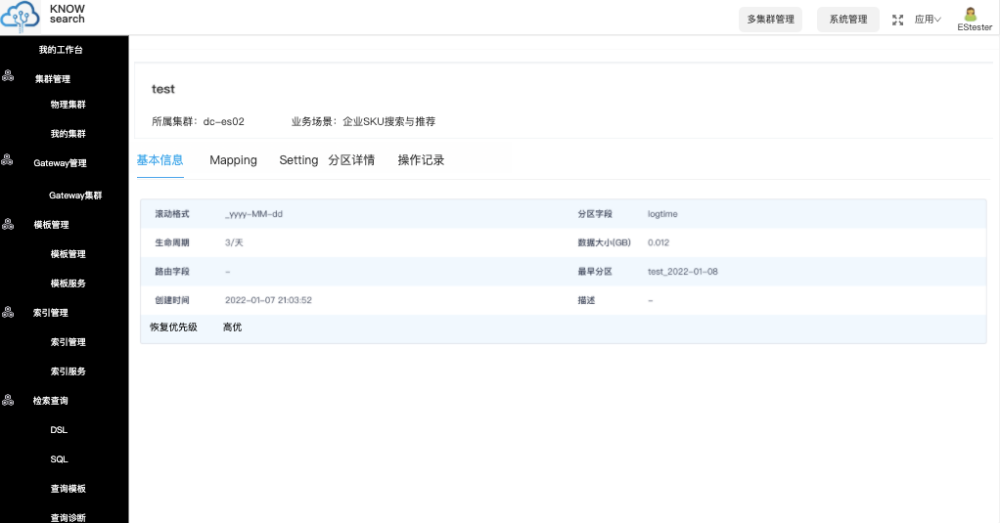 KNOW
search
多集群管理
系统管理
应用
EStester
我的工作台
集群管理
物理集群
我的集群
Gateway管理
Gateway集群
模板管理
模板管理
模板服务
索引管理
索引管理
索引服务
检索查询
DSL
SQL
查询模板
查询诊断
test
所属集群：dc-es02 业务场景：企业SKU搜索与推荐
基本信息 Mapping Setting 分区详情 操作记录
滚动格式 _yyyy-MM-dd 分区字段 logtime
生命周期 3/天 数据大小(GB) 0.012
路由字段 - 最早分区 test_2022-01-08
创建时间 2022-01-07 21:03:52 描述 -
恢复优先级 高优